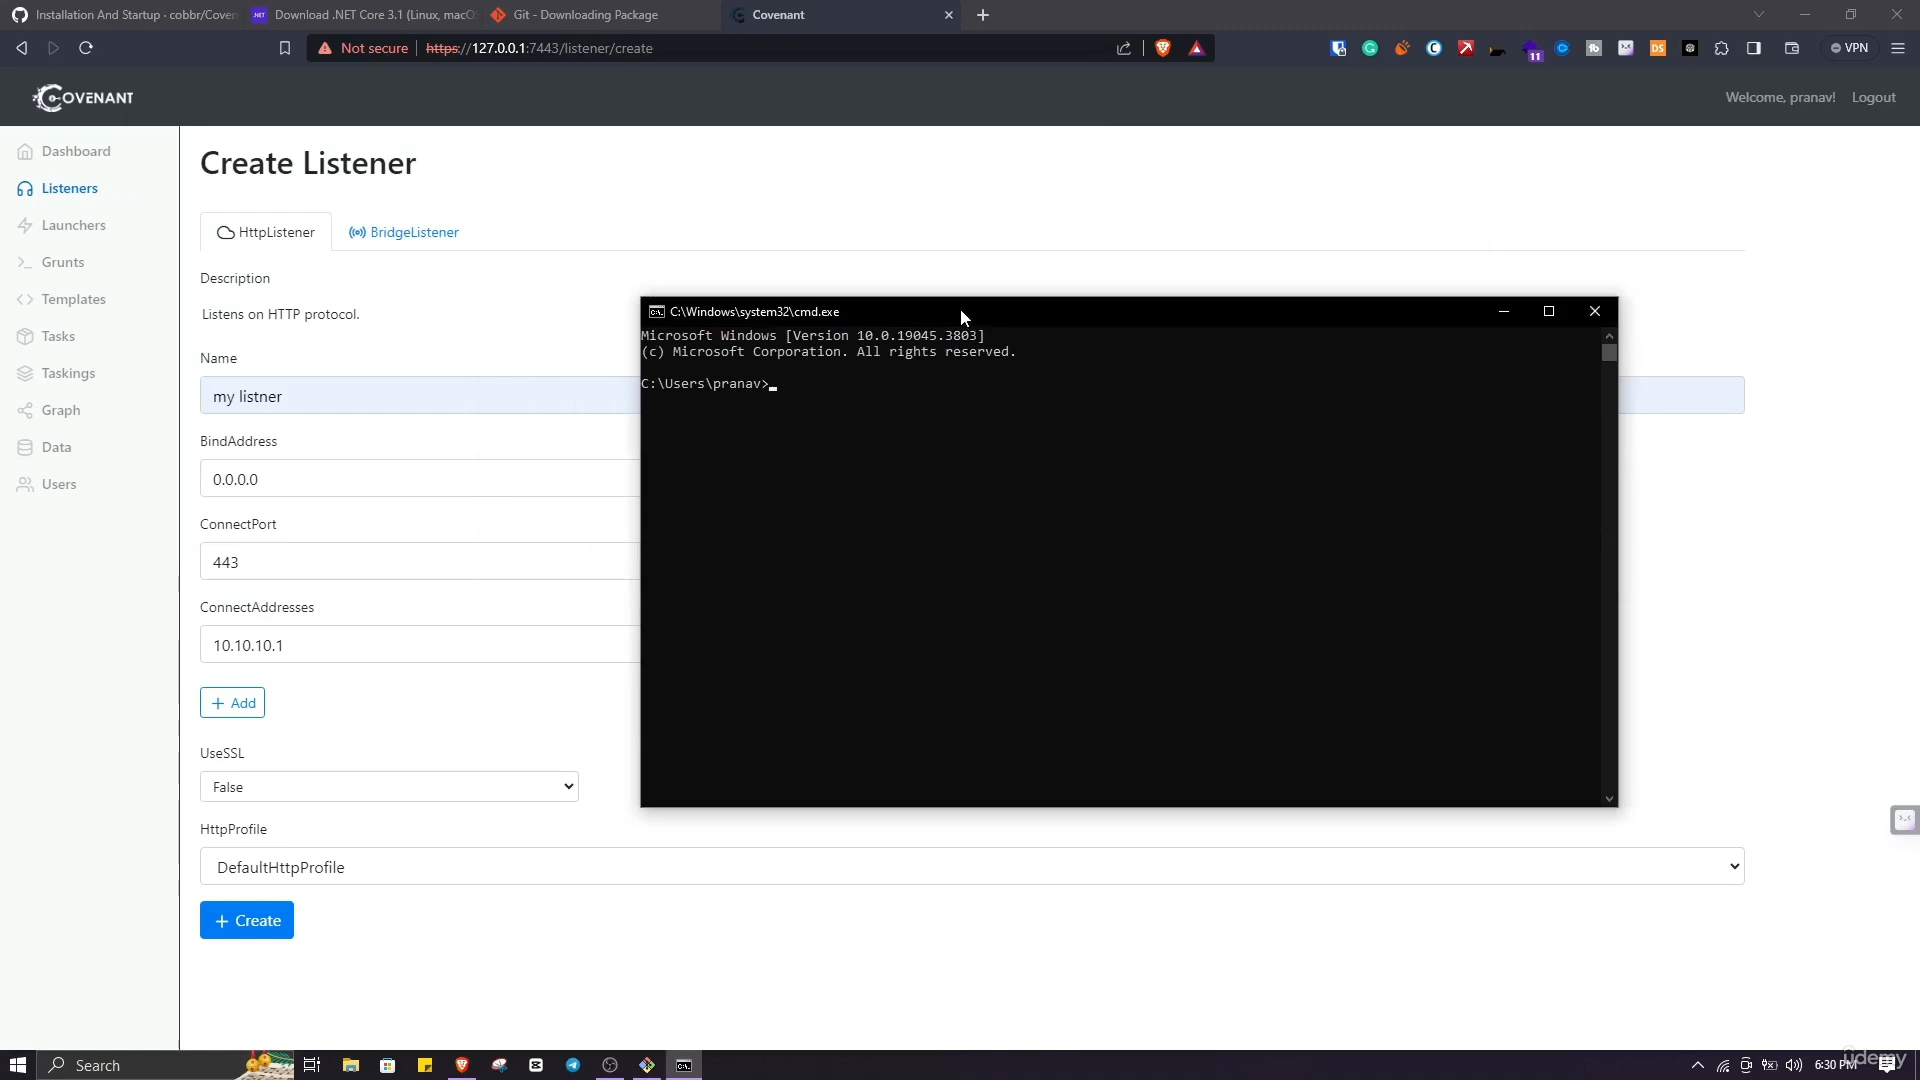 Installation And Startup · cobbr/Coven
Download .NET Core 3.1 (Linux, macOS
Git - Downloading Package
Covenant
Not secure
https://127.0.0.1:7443/listener/create
11
DS
VPN
COVENANT
Welcome, pranav!
Logout
Dashboard
Listeners
Launchers
Grunts
Templates
Tasks
Taskings
Graph
Data
Users
Create Listener
HttpListener
BridgeListener
Description
Listens on HTTP protocol.
Name
my listner
BindAddress
0.0.0.0
ConnectPort
443
ConnectAddresses
10.10.10.1
+ Add
UseSSL
False
HttpProfile
DefaultHttpProfile
+ Create
C:\Windows\system32\cmd.exe
Microsoft Windows [Version 10.0.19045.3803]
(c) Microsoft Corporation. All rights reserved.
C:\Users\pranav>
Search
6:30 PM
ûdemy